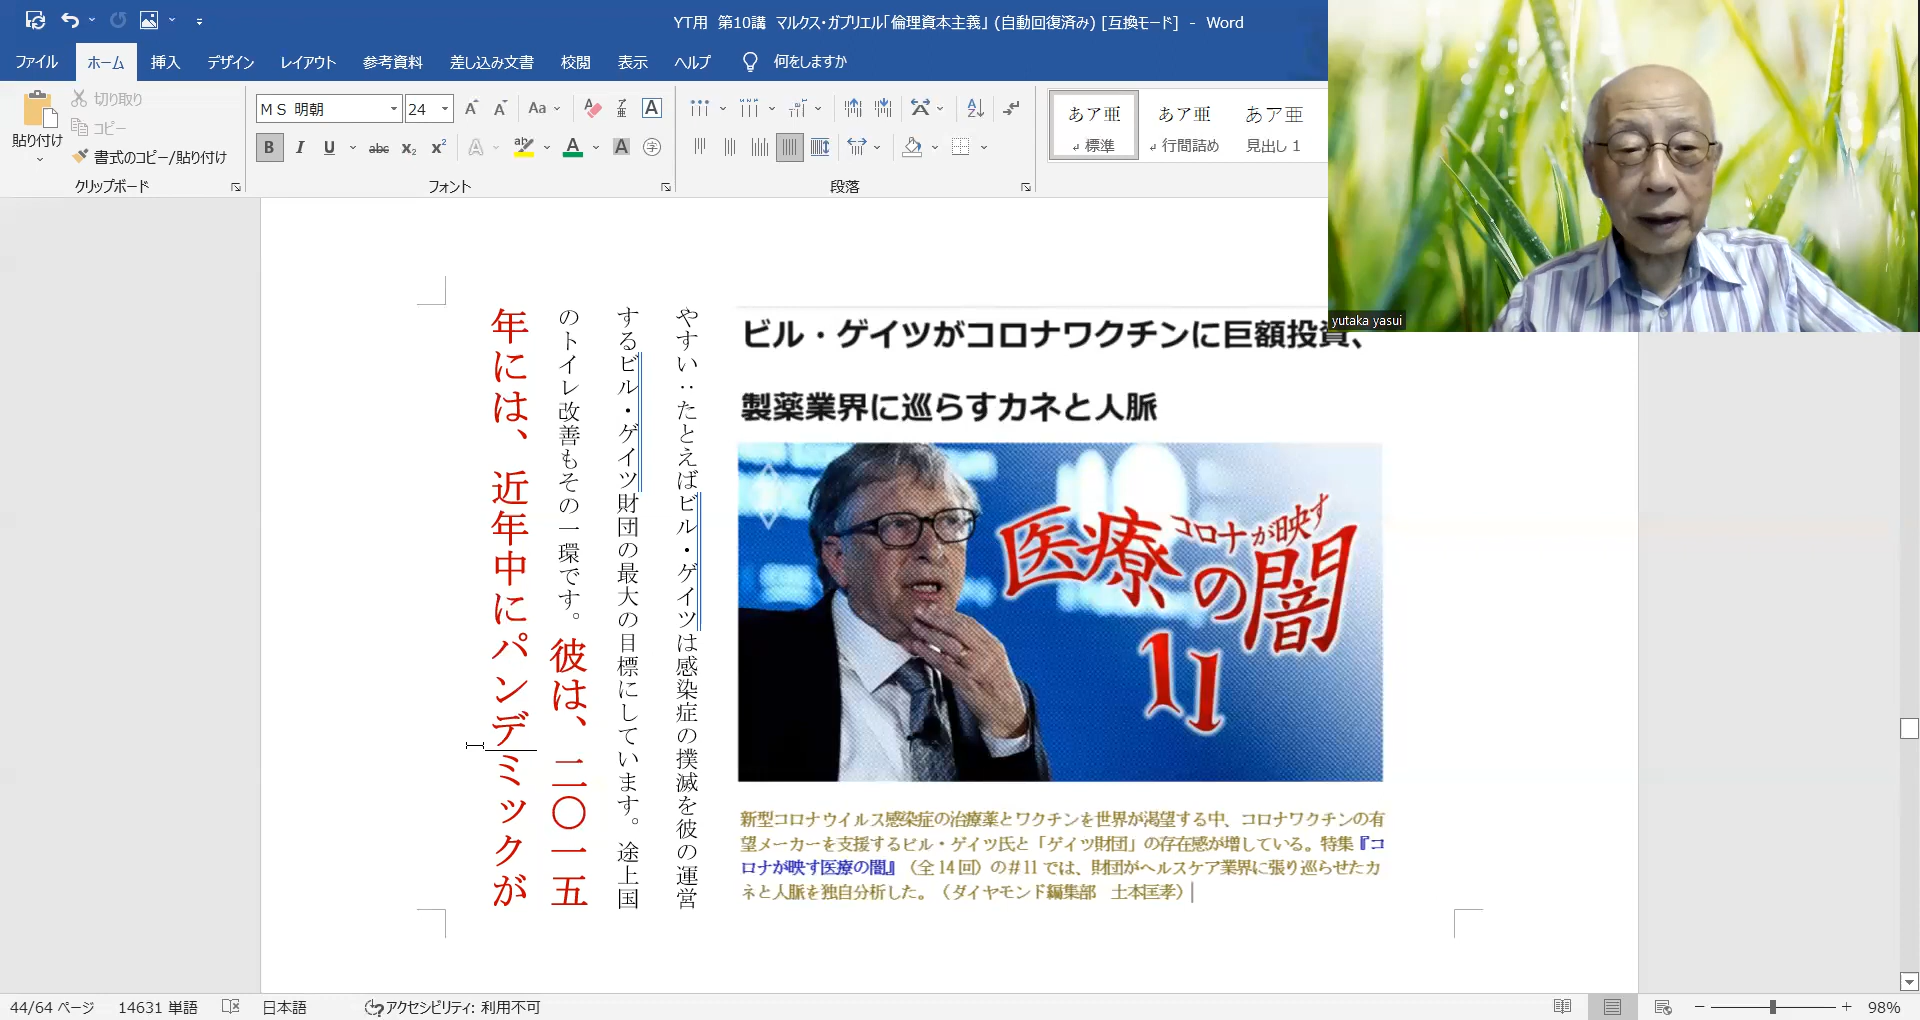 YT用 第10講 マルクス・ガブリエル「倫理資本主義」 (自動回復済み) [互換モード] - Word
ファイル
ホーム
挿入
デザイン
レイアウト
参考資料
差し込み文書
校閲
表示
ヘルプ
何をしますか
貼り付け
切り取り
コピー
書式のコピー/貼り付け
クリップボード
ＭＳ 明朝
24
フォント
段落
あア亜
標準
あア亜
行間詰め
あア亜
見出し 1
yutaka yasui
ビル・ゲイツがコロナワクチンに巨額投資、
製薬業界に巡らすカネと人脈
コロナが映す
医療の闇
11
新型コロナウイルス感染症の治療薬とワクチンを世界が渇望する中、コロナワクチンの有
望メーカーを支援するビル・ゲイツ氏と「ゲイツ財団」の存在感が増している。特集『コ
ロナが映す医療の闇』（全 14 回）の＃11 では、財団がヘルスケア業界に張り巡らせたカ
ネと人脈を独自分析した。（ダイヤモンド編集部　土本匡孝）
やすい：たとえばビル・ゲイツは感染症の撲滅を彼の運営
するビル・ゲイツ財団の最大の目標にしています。途上国
のトイレ改善もその一環です。彼は、二〇一五
年には、近年中にパンデミックが
44/64 ページ
14631 単語
日本語
アクセシビリティ: 利用不可
98%